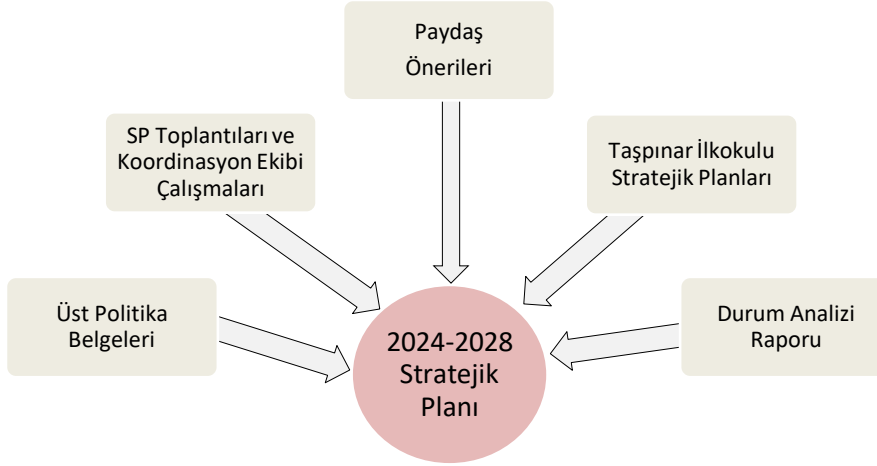 Paydaş
Önerileri
SP Toplantıları ve
Koordinasyon Ekibi
Çalışmaları
Taşpınar İlkokulu
Stratejik Planları
Üst Politika
Belgeleri
Durum Analizi
Raporu
2024-2028
Stratejik
Planı